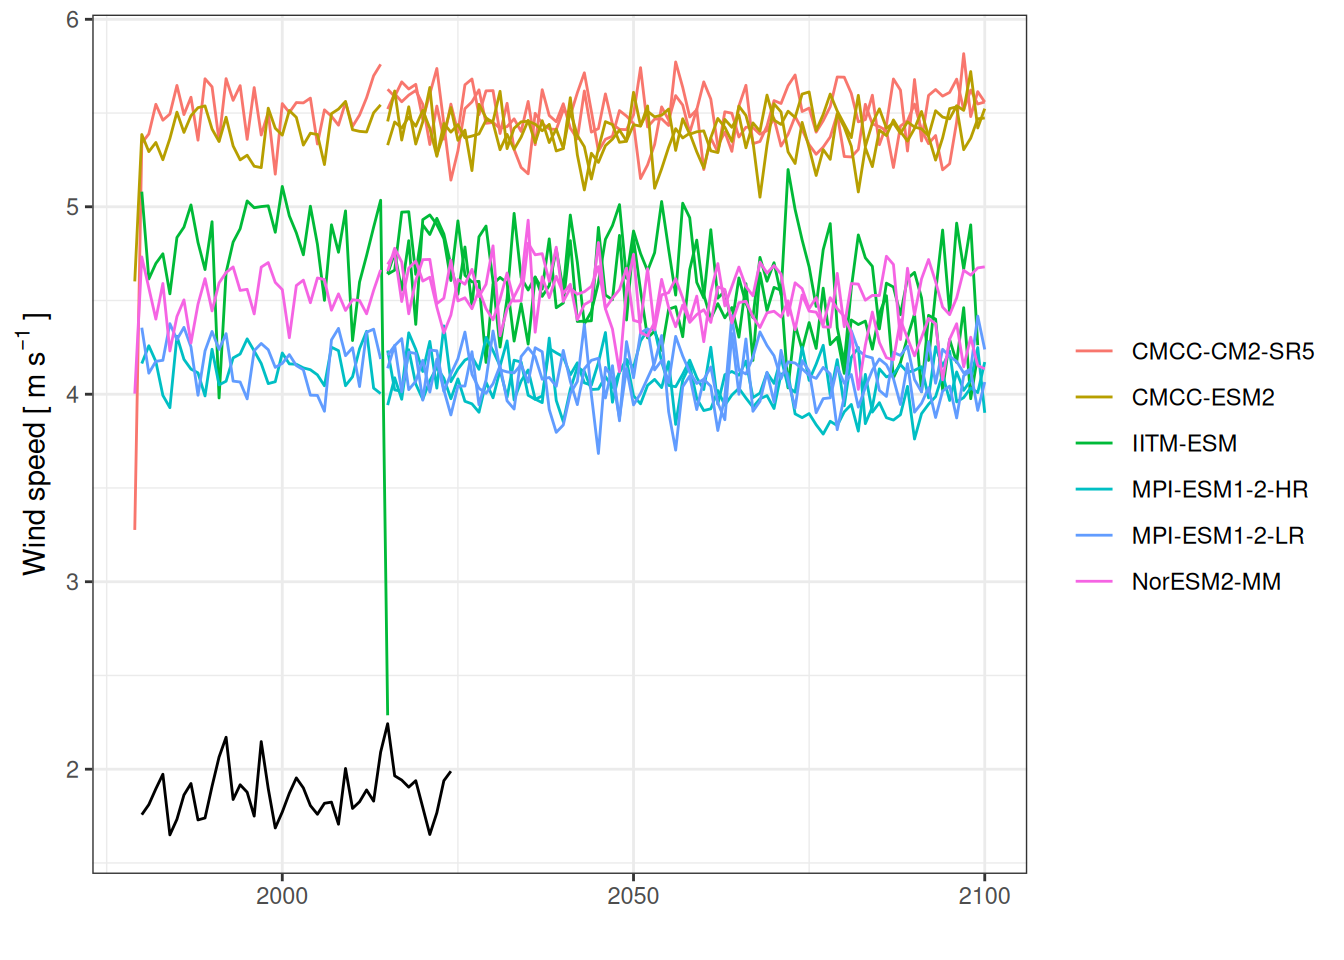 6
5
4
3
2
Wind speed [ m s⁻¹ ]
2000
2050
2100
CMCC-CM2-SR5
CMCC-ESM2
IITM-ESM
MPI-ESM1-2-HR
MPI-ESM1-2-LR
NorESM2-MM